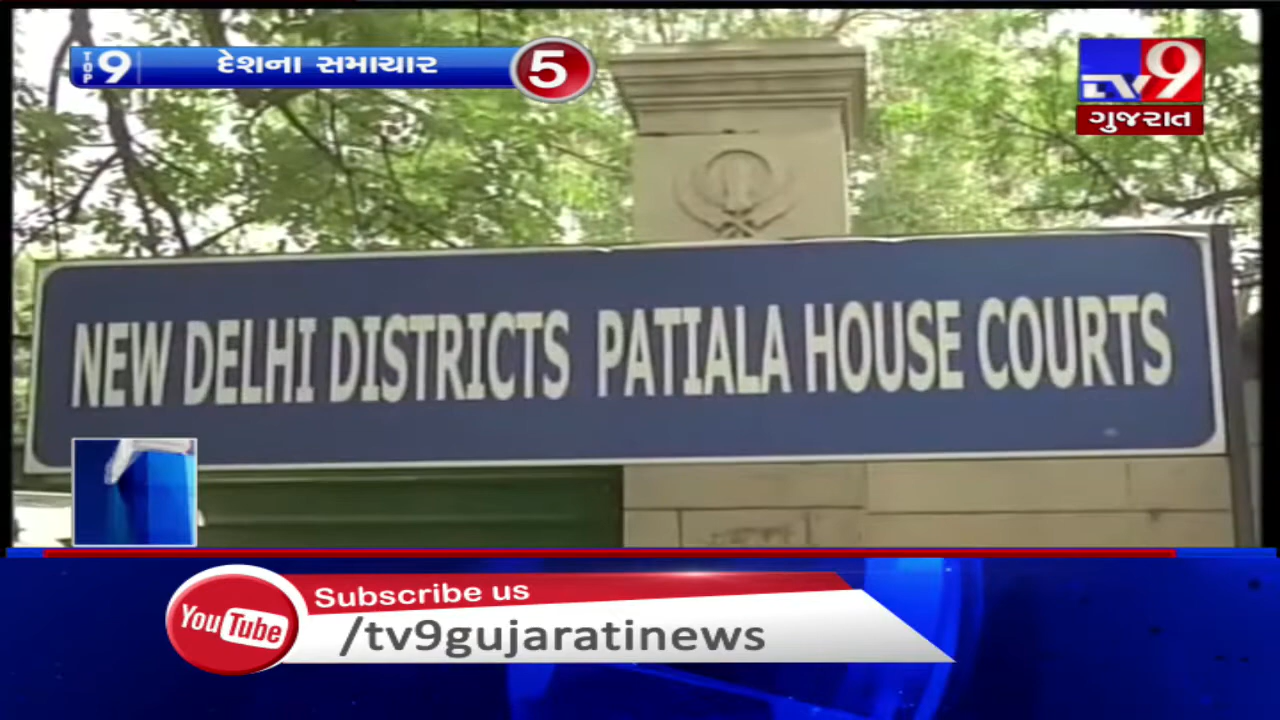 TOP 9
દેશના સમાચાર
5
TV9
ગુજરાત
NEW DELHI DISTRICTS PATIALA HOUSE COURTS
YouTube
Subscribe us
/tv9gujaratinews